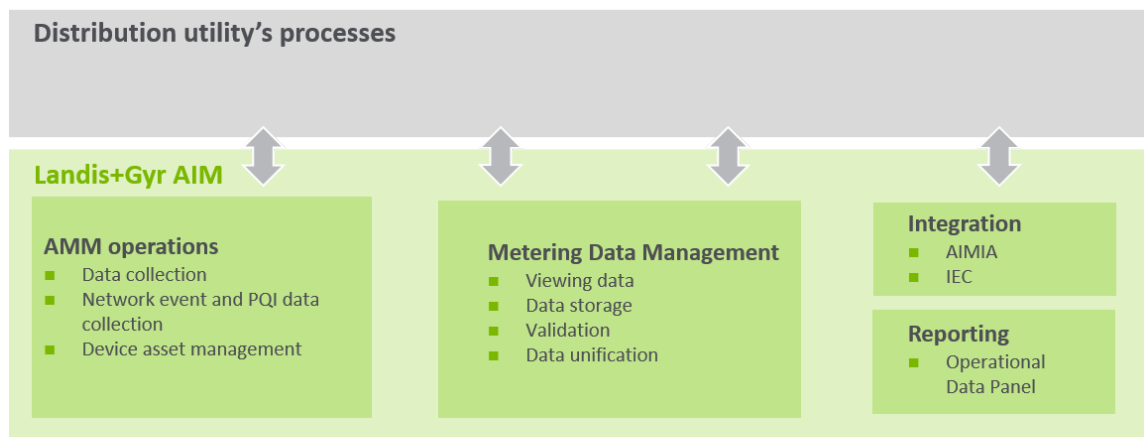 Distribution utility's processes
Landis+Gyr AIM
AMM operations
Data collection
Network event and PQI data
collection
Device asset management
Metering Data Management
Viewing data
Data storage
Validation
Data unification
Integration
AIMIA
IEC
Reporting
Operational
Data Panel